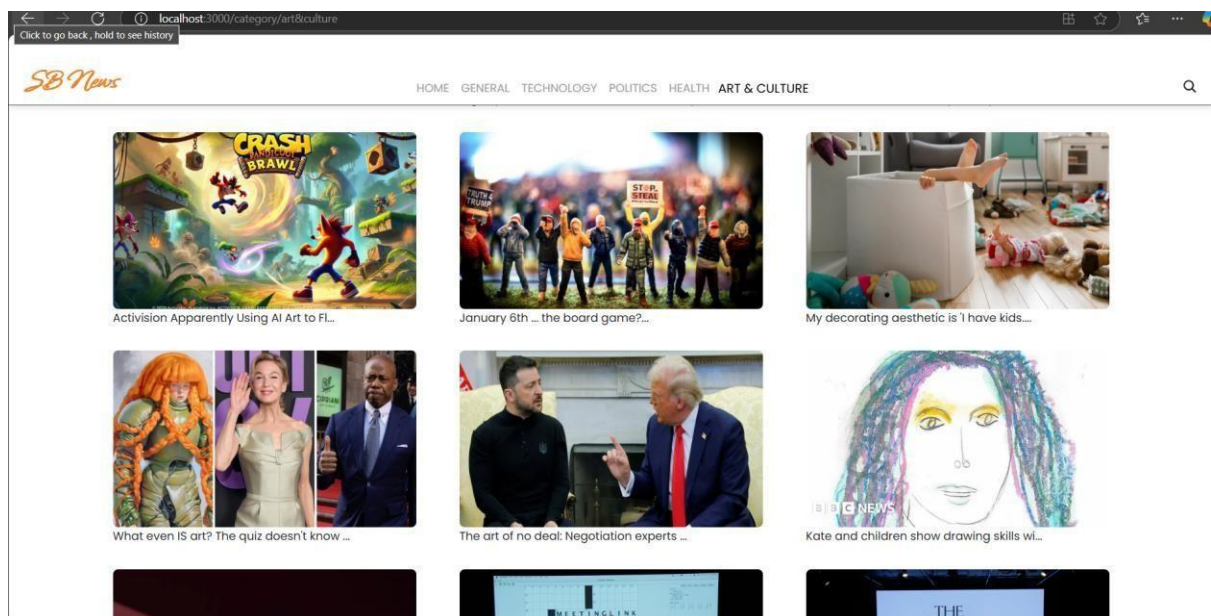 localhost:3000/category/art&culture
Click to go back, hold to see history
SB News
HOME GENERAL TECHNOLOGY POLITICS HEALTH ART & CULTURE
CRASH
BANDICOOT
BRAWL
TRUTH &
TRUMP
STOP
STEAL
Activision Apparently Using AI Art to Fl...
January 6th ... the board game?...
My decorating aesthetic is 'I have kids....
CIPRIANI
BBC NEWS
What even IS art? The quiz doesn't know ...
The art of no deal: Negotiation experts ...
Kate and children show drawing skills wi...
MEETINGLINK
THE